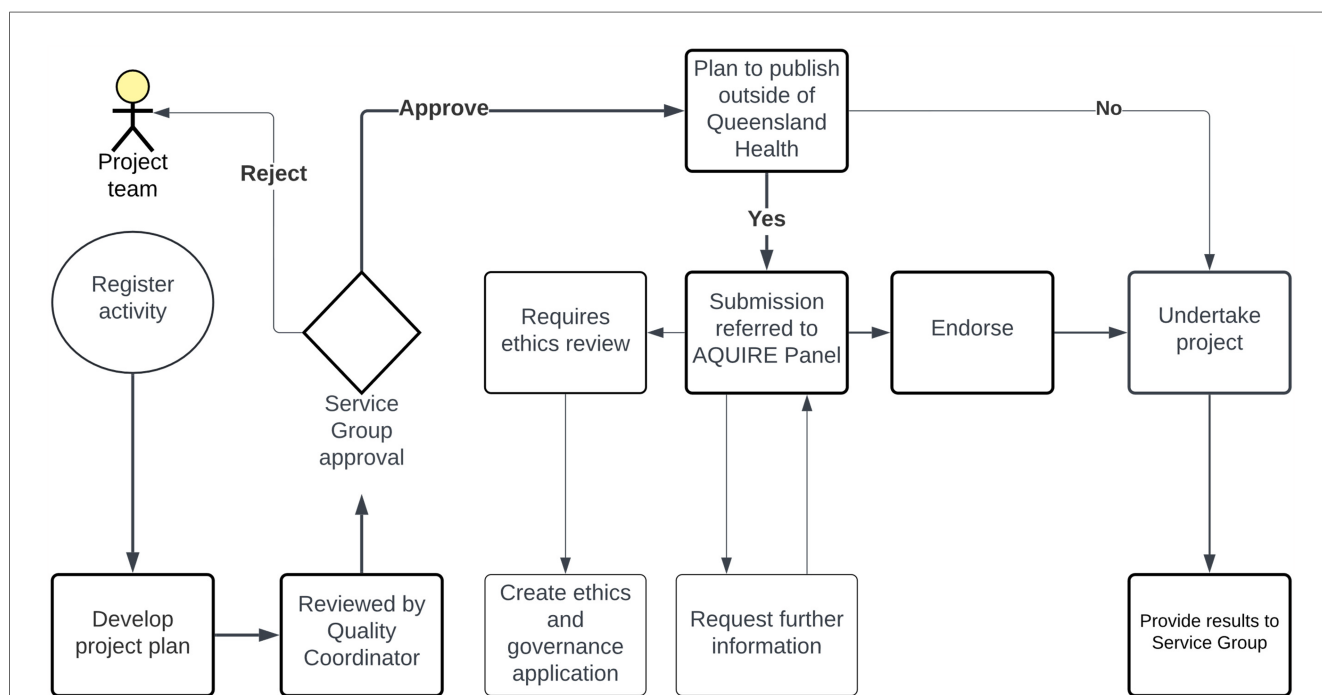 Project
team
Reject
Register
activity
Develop
project plan
Reviewed by
Quality
Coordinator
Service
Group
approval
Approve
Plan to publish
outside of
Queensland
Health
No
Yes
Requires
ethics review
Submission
referred to
AQUIRE Panel
Endorse
Undertake
project
Create ethics
and
governance
application
Request further
information
Provide results to
Service Group